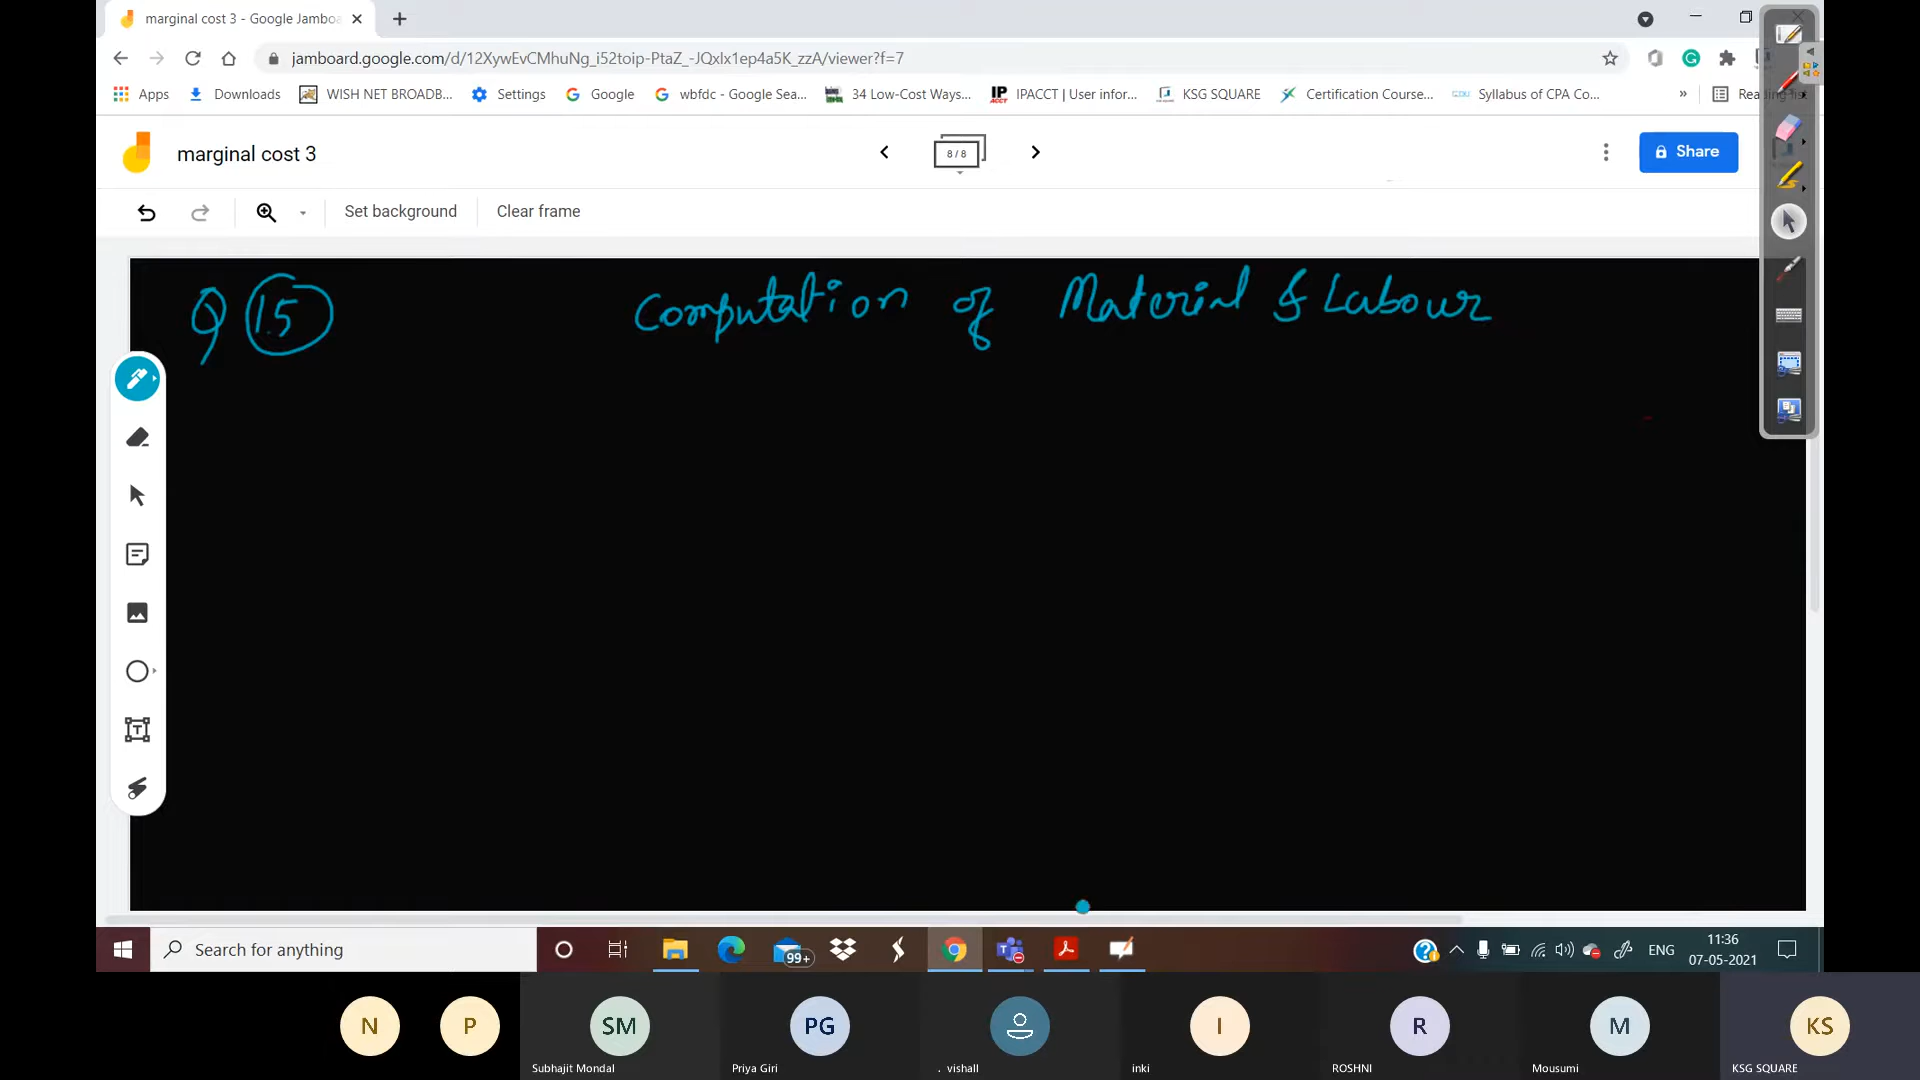 marginal cost 3 - Google Jamboa
jamboard.google.com/d/12XywEvCMhuNg_i52toip-PtaZ_-JQxlx1ep4a5K_zzA/viewer?f=7
Apps Downloads WISH NET BROADB... Settings Google wbfdc - Google Sea... 34 Low-Cost Ways... IPACCT | User infor... KSG SQUARE Certification Course... Syllabus of CPA Co... » Reading list
marginal cost 3
8 / 8
Share
Set background Clear frame
Q 15 Computation of Material & Labour
Search for anything
99+
ENG
11:36
07-05-2021
N P SM PG I R M KS
Subhajit Mondal Priya Giri . vishall inki ROSHNI Mousumi KSG SQUARE